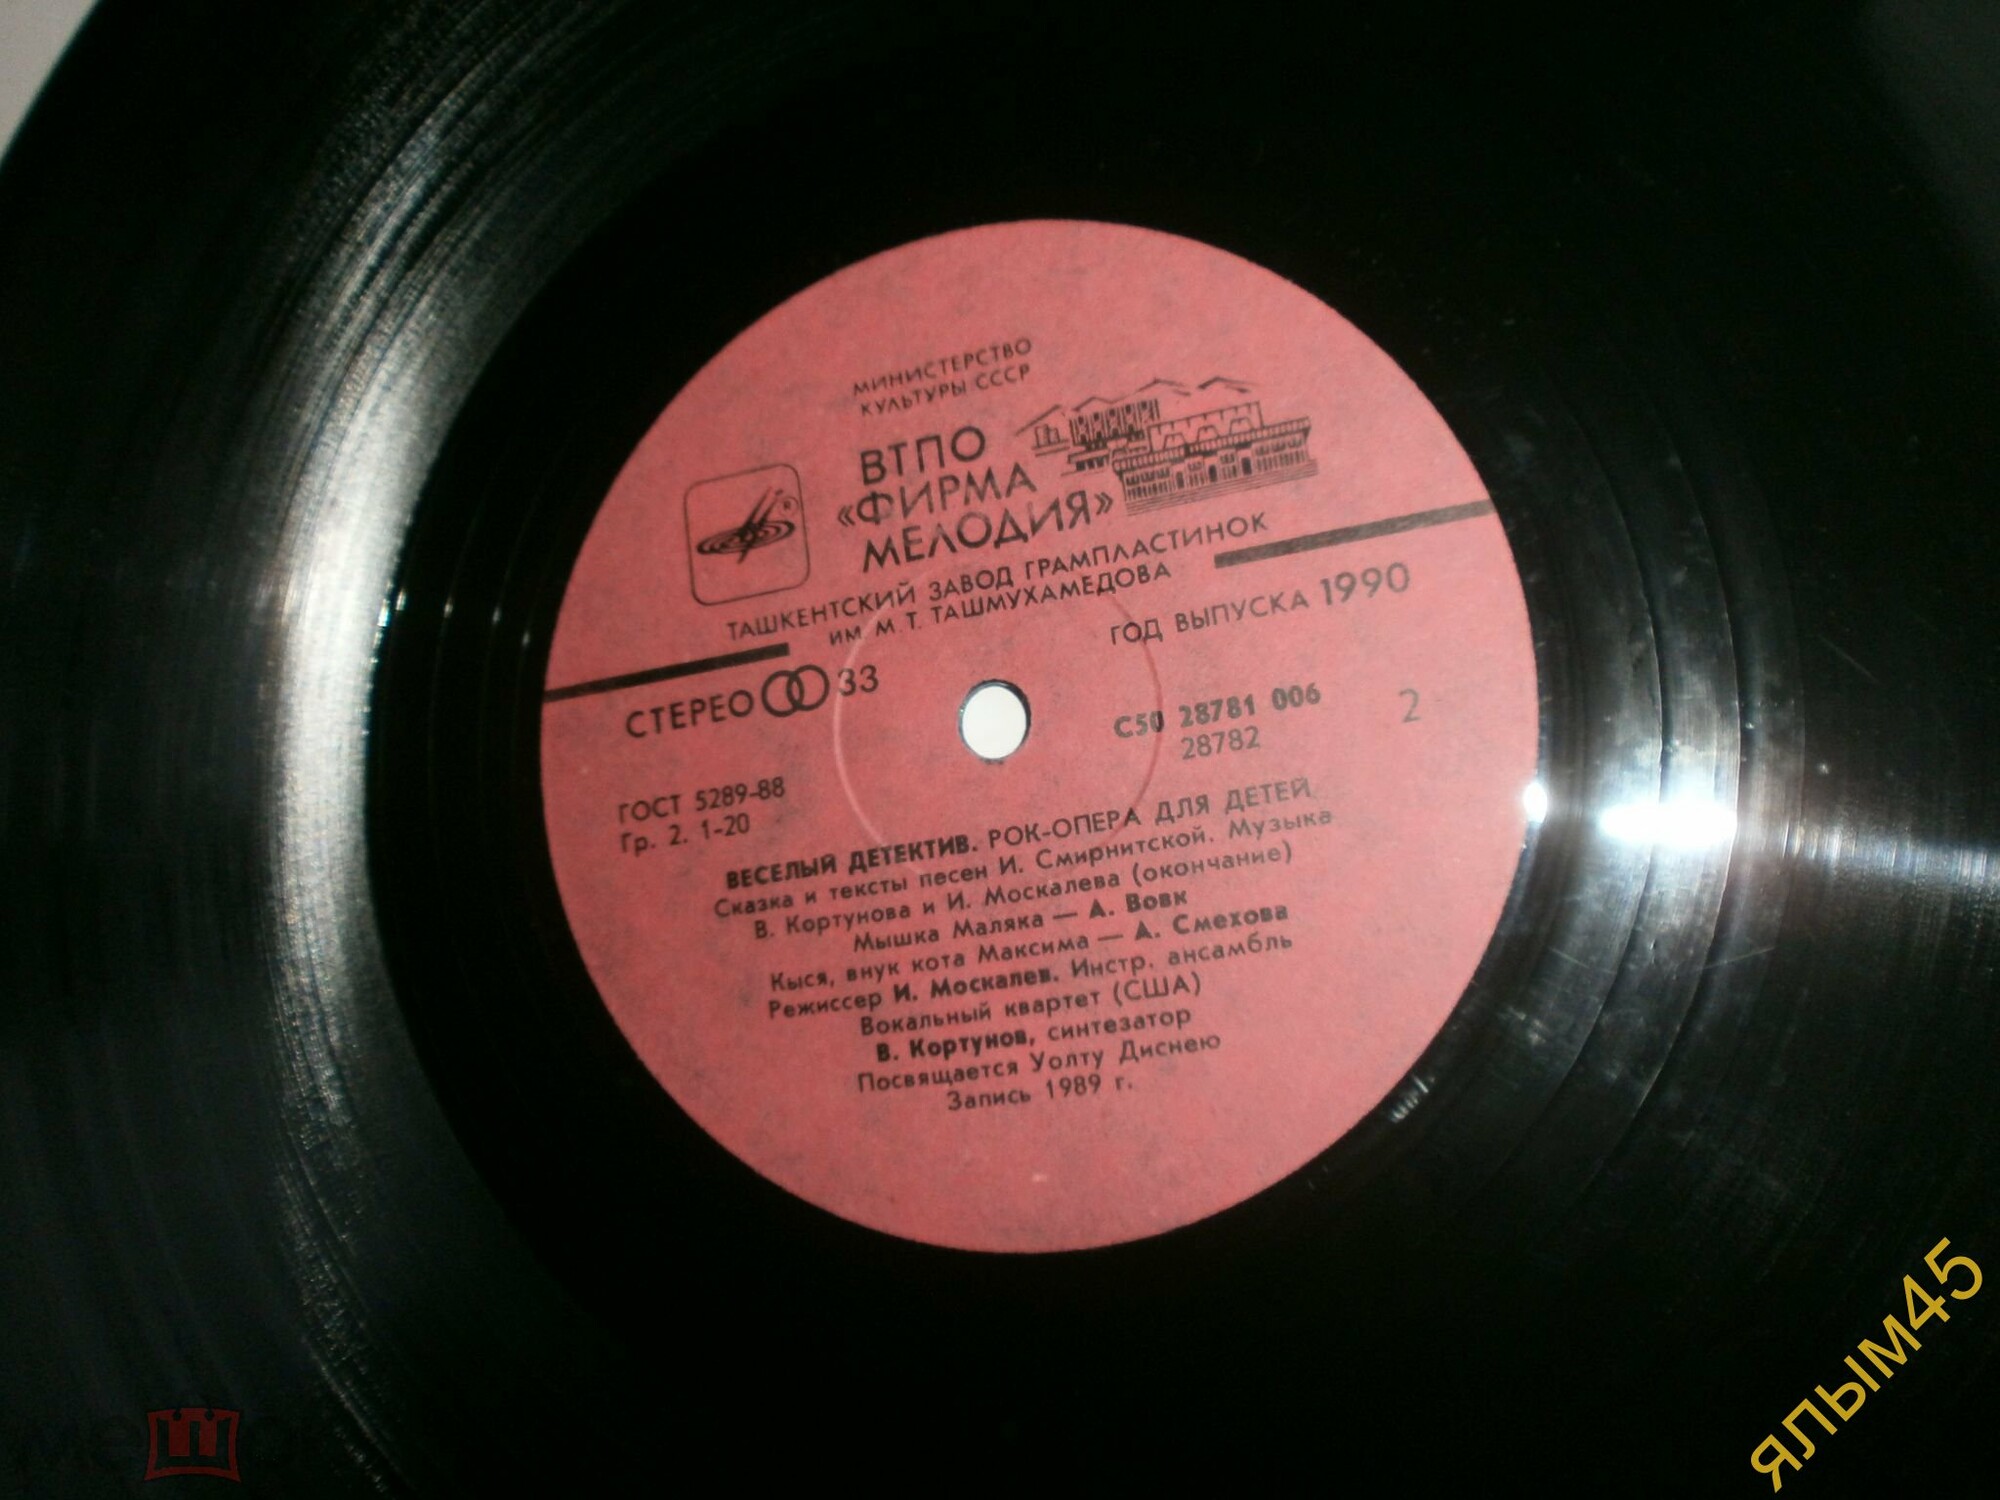 МИНИСТЕРСТВО
КУЛЬТУРЫ СССР
ВТПО
«ФИРМА
МЕЛОДИЯ»
ТАШКЕНТСКИЙ ЗАВОД ГРАМПЛАСТИНОК
ИМ. М. Т. ТАШМУХАМЕДОВА
ГОД ВЫПУСКА 1990
СТЕРЕО 33
С50 28781 006
28782
2
ГОСТ 5289-88
Гр. 2. 1-20
ВЕСЕЛЫЙ ДЕТЕКТИВ. РОК-ОПЕРА ДЛЯ ДЕТЕЙ
Сказка и тексты песен И. Смирнитской. Музыка
В. Кортунова и И. Москалева (окончание)
Мышка Маляка — А. Вовк
Кыся, внук кота Максима — А. Смехова
Режиссер И. Москалев. Инстр. ансамбль
Вокальный квартет (США)
В. Кортунов, синтезатор
Посвящается Уолту Диснею
Запись 1989 г.
ялым45
мешок